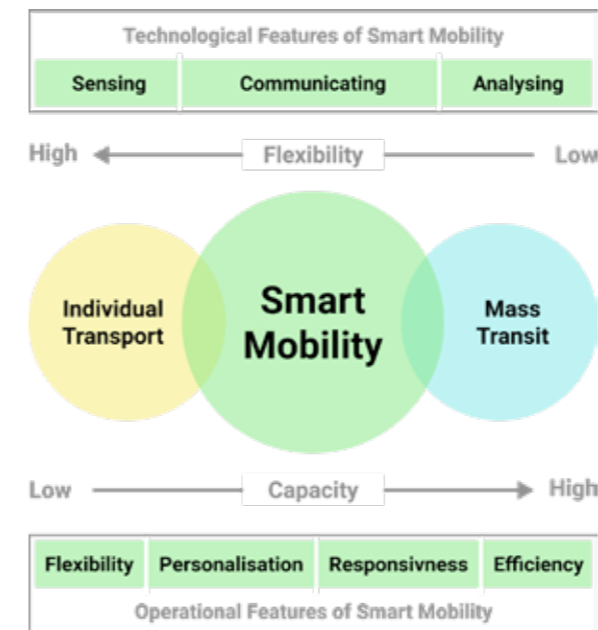 Technological Features of Smart Mobility
Sensing Communicating Analysing
High Flexibility Low
Individual
Transport
Smart
Mobility
Mass
Transit
Low Capacity High
Flexibility Personalisation Responsivness Efficiency
Operational Features of Smart Mobility